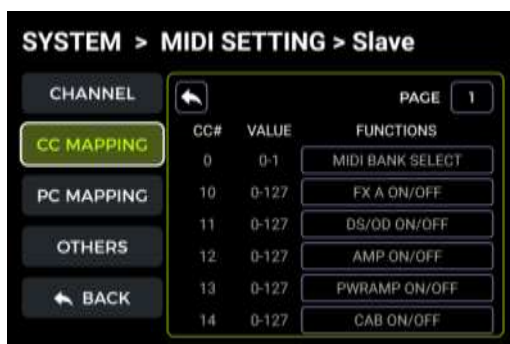 SYSTEM > MIDI SETTING > Slave
CHANNEL
CC MAPPING
PC MAPPING
OTHERS
BACK
PAGE 1
CC# VALUE FUNCTIONS
0 0-1 MIDI BANK SELECT
10 0-127 FX A ON/OFF
11 0-127 DS/OD ON/OFF
12 0-127 AMP ON/OFF
13 0-127 PWRAMP ON/OFF
14 0-127 CAB ON/OFF